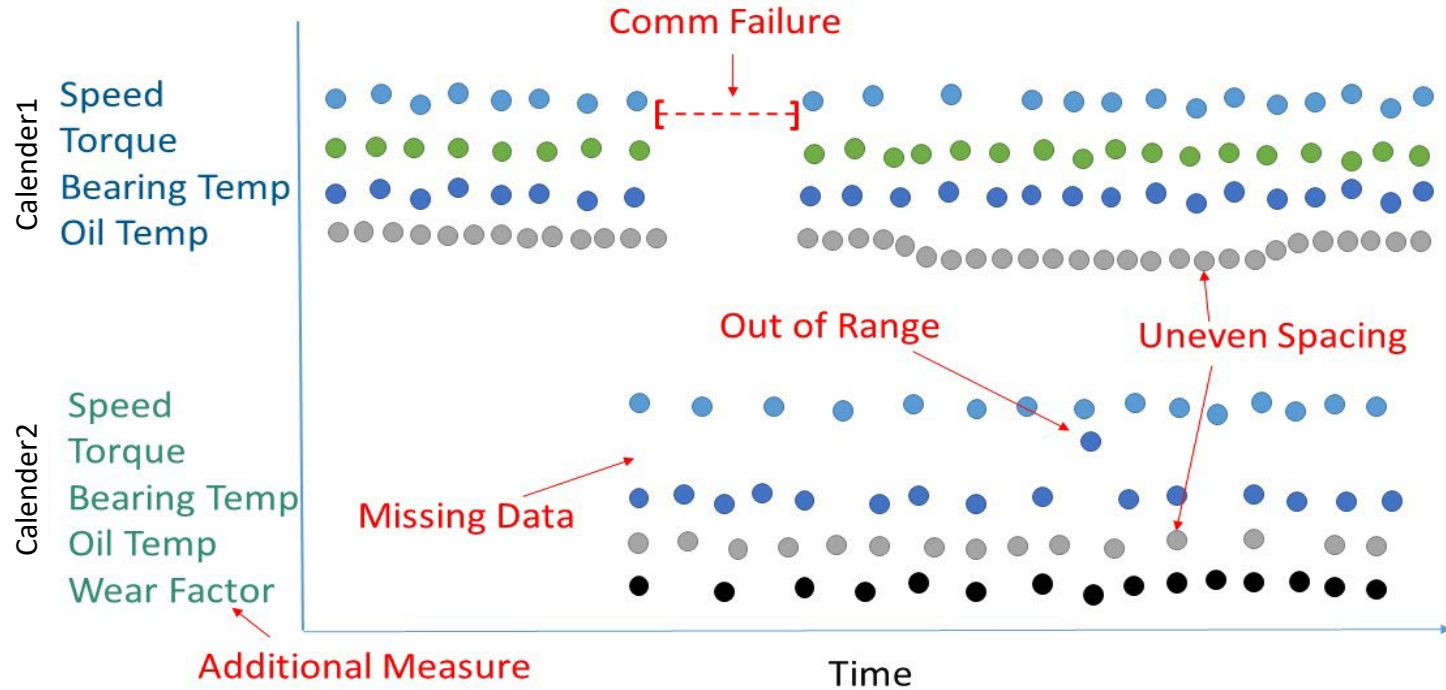 Comm Failure
Calender1
Speed
Torque
Bearing Temp
Oil Temp
Out of Range
Uneven Spacing
Calender2
Speed
Torque
Bearing Temp
Missing Data
Oil Temp
Wear Factor
Additional Measure
Time